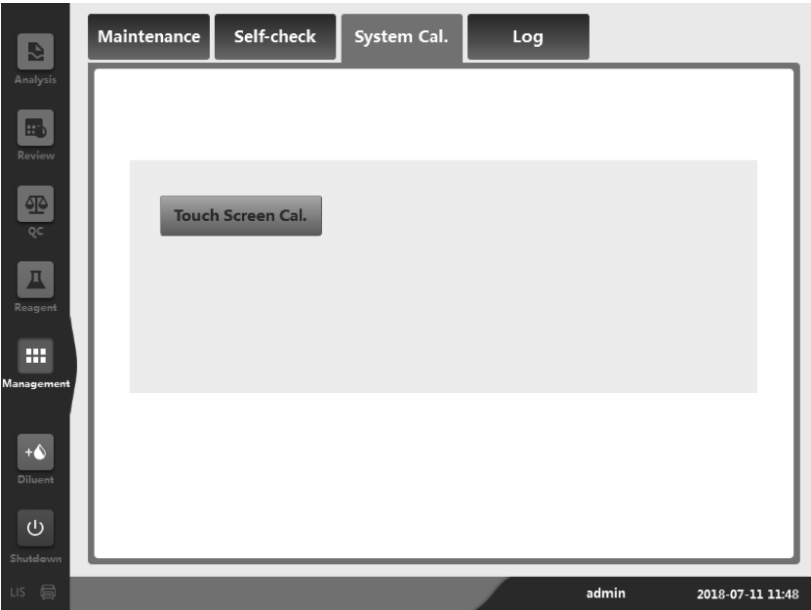 Maintenance Self-check System Cal. Log
Analysis
Review
QC
Reagent
Management
Diluent
Shutdown
Touch Screen Cal.
LIS
admin 2018-07-11 11:48